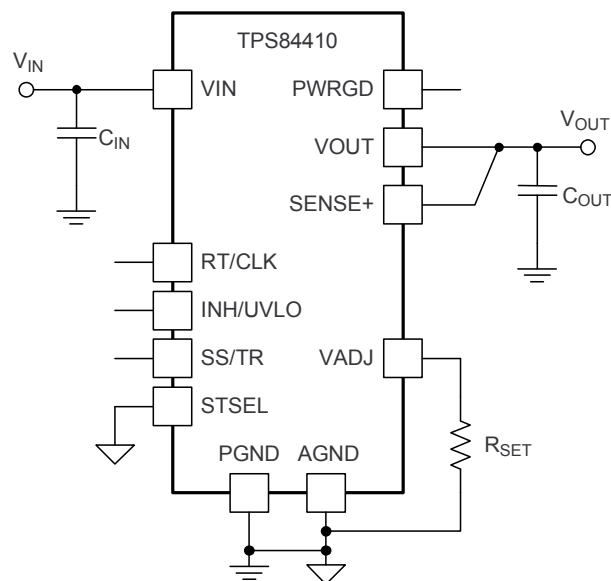 TPS84410
V_IN
VIN
PWRGD
C_IN
VOUT
V_OUT
SENSE+
C_OUT
RT/CLK
INH/UVLO
SS/TR
VADJ
STSEL
PGND
AGND
R_SET